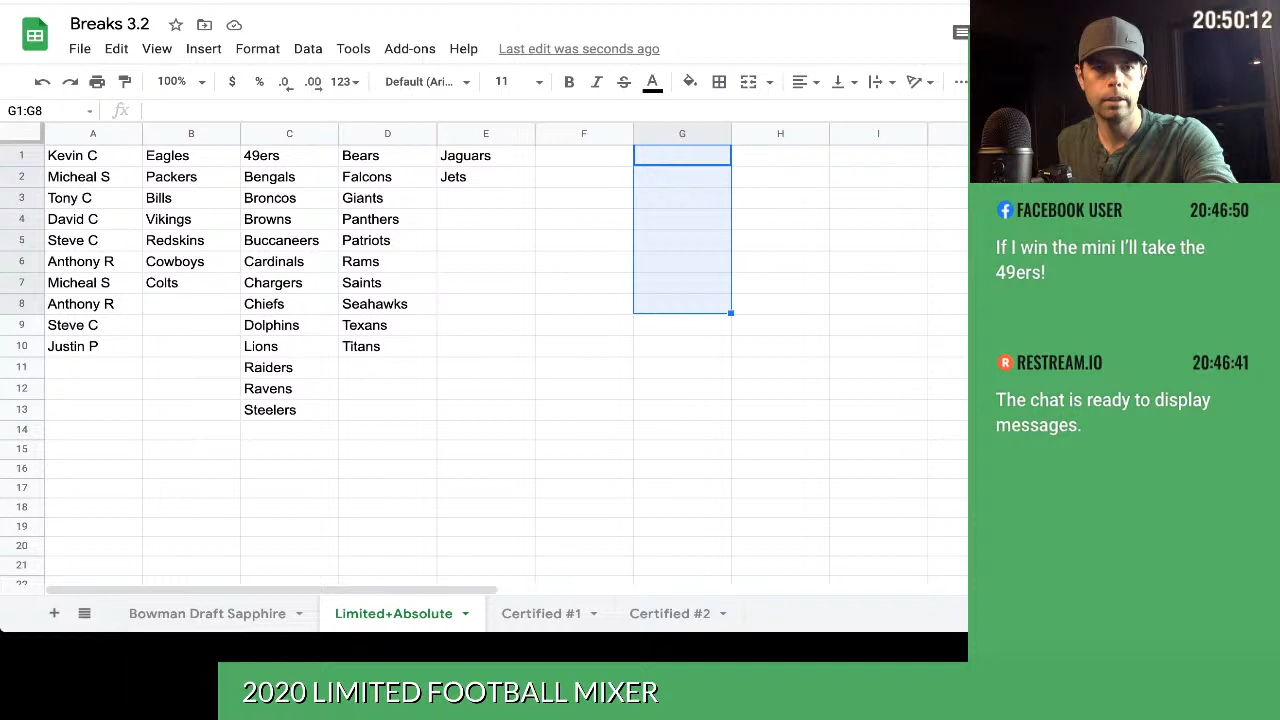 Breaks 3.2
File Edit View Insert Format Data Tools Add-ons Help Last edit was seconds ago
100% $ % .0 .00 123 Default (Ari... 11 B I S A
G1:G8 fx
A B C D E F G H I
1 Kevin C Eagles 49ers Bears Jaguars
2 Micheal S Packers Bengals Falcons Jets
3 Tony C Bills Broncos Giants
4 David C Vikings Browns Panthers
5 Steve C Redskins Buccaneers Patriots
6 Anthony R Cowboys Cardinals Rams
7 Micheal S Colts Chargers Saints
8 Anthony R Chiefs Seahawks
9 Steve C Dolphins Texans
10 Justin P Lions Titans
11 Raiders
12 Ravens
13 Steelers
14
15
16
17
18
19
20
21
22
Bowman Draft Sapphire Limited+Absolute Certified #1 Certified #2
20:50:12
FACEBOOK USER 20:46:50
If I win the mini I'll take the
49ers!
R RESTREAM.IO 20:46:41
The chat is ready to display
messages.
2020 LIMITED FOOTBALL MIXER